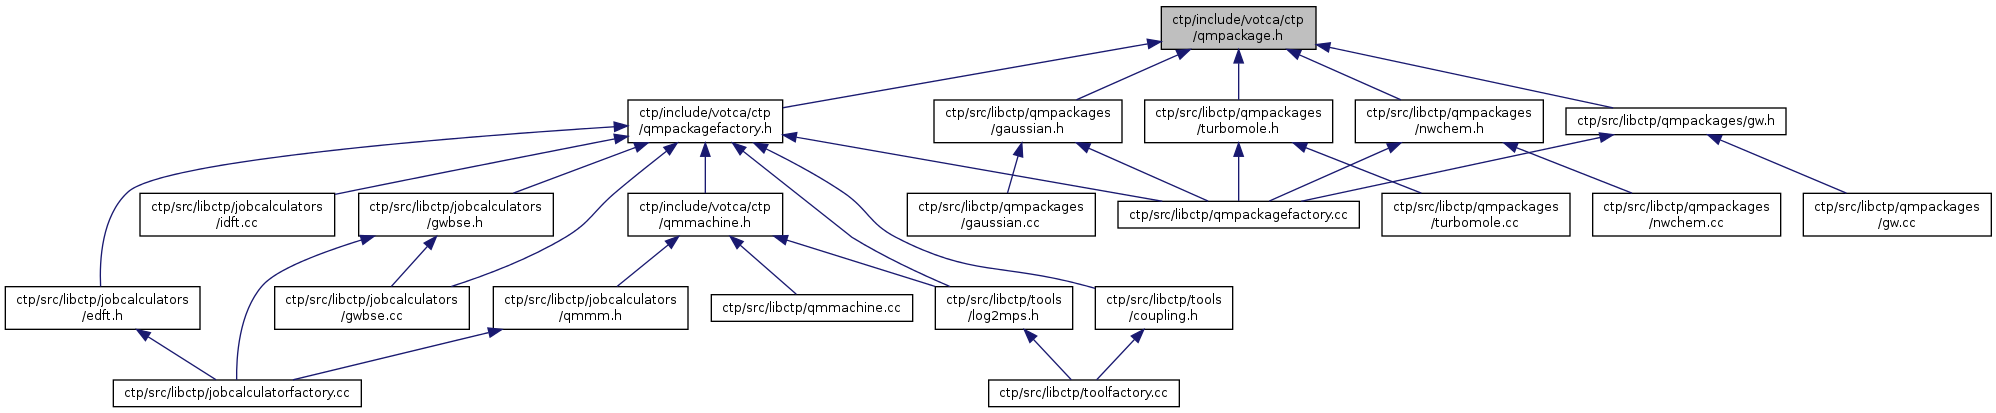 ctp/include/votca/ctp
/qmpackage.h
ctp/include/votca/ctp
/qmpackagefactory.h
ctp/src/libctp/qmpackages
/gaussian.h
ctp/src/libctp/qmpackages
/turbomole.h
ctp/src/libctp/qmpackages
/nwchem.h
ctp/src/libctp/qmpackages/gw.h
ctp/src/libctp/jobcalculators
/idft.cc
ctp/src/libctp/jobcalculators
/gwbse.h
ctp/include/votca/ctp
/qmmachine.h
ctp/src/libctp/qmpackages
/gaussian.cc
ctp/src/libctp/qmpackagefactory.cc
ctp/src/libctp/qmpackages
/turbomole.cc
ctp/src/libctp/qmpackages
/nwchem.cc
ctp/src/libctp/qmpackages
/gw.cc
ctp/src/libctp/jobcalculators
/edft.h
ctp/src/libctp/jobcalculators
/gwbse.cc
ctp/src/libctp/jobcalculators
/qmmm.h
ctp/src/libctp/qmmachine.cc
ctp/src/libctp/tools
/log2mps.h
ctp/src/libctp/tools
/coupling.h
ctp/src/libctp/jobcalculatorfactory.cc
ctp/src/libctp/toolfactory.cc